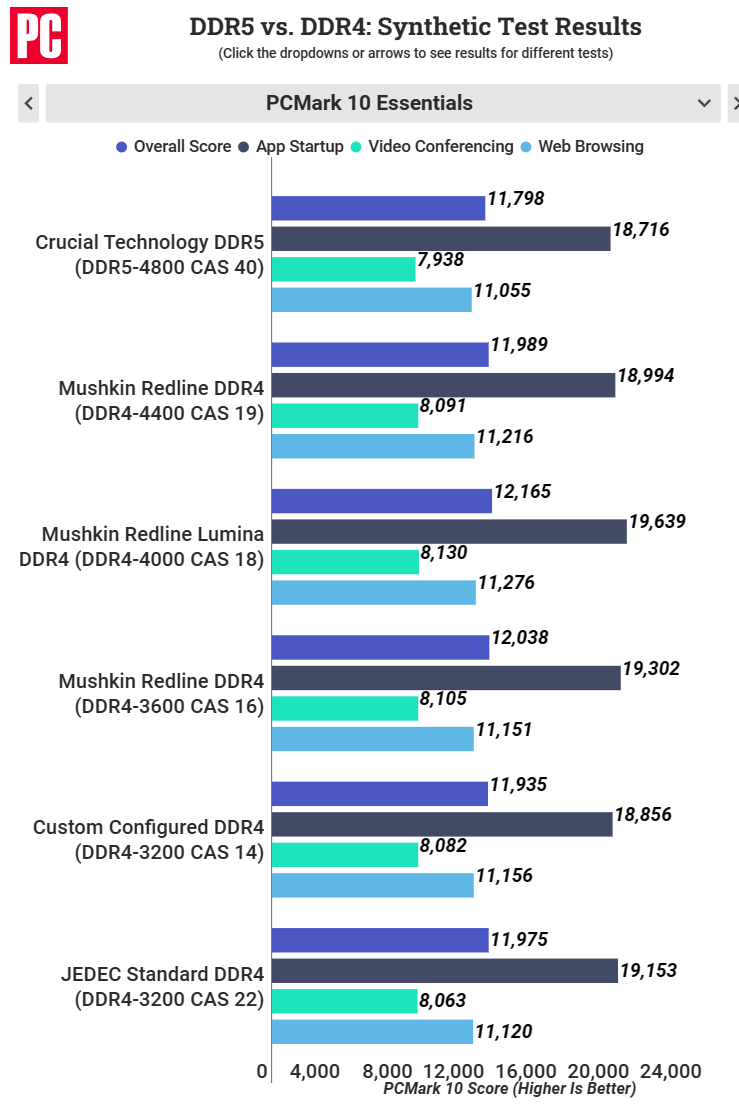 PC
DDR5 vs. DDR4: Synthetic Test Results
(Click the dropdowns or arrows to see results for different tests)
PCMark 10 Essentials
Overall Score App Startup Video Conferencing Web Browsing
11,798
18,716
Crucial Technology DDR5
(DDR5-4800 CAS 40)
7,938
11,055
11,989
18,994
Mushkin Redline DDR4
(DDR4-4400 CAS 19)
8,091
11,216
12,165
19,639
Mushkin Redline Lumina
DDR4 (DDR4-4000 CAS 18)
8,130
11,276
12,038
19,302
Mushkin Redline DDR4
(DDR4-3600 CAS 16)
8,105
11,151
11,935
18,856
Custom Configured DDR4
(DDR4-3200 CAS 14)
8,082
11,156
11,975
19,153
JEDEC Standard DDR4
(DDR4-3200 CAS 22)
8,063
11,120
0 4,000 8,000 12,000 16,000 20,000 24,000
PCMark 10 Score (Higher Is Better)